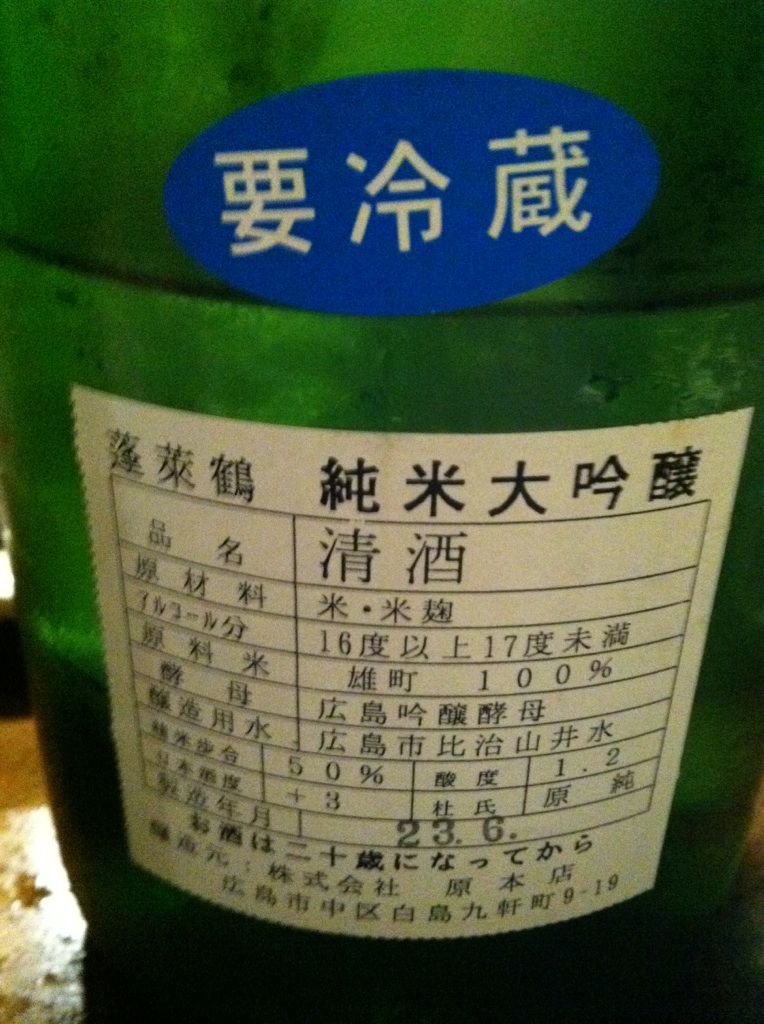 要冷蔵
蓬莱鶴 純米大吟醸
品名 清酒
原材料 米・米麹
アルコール分 16度以上17度未満
原料米 雄町 100%
酵母 広島吟醸酵母
醸造用水 広島市比治山井水
精米歩合 50% 酸度 1.2
日本酒度 +3 杜氏 原 純
製造年月 23.6.
お酒は二十歳になってから
醸造元:株式会社 原本店
広島市中区白島九軒町9-19